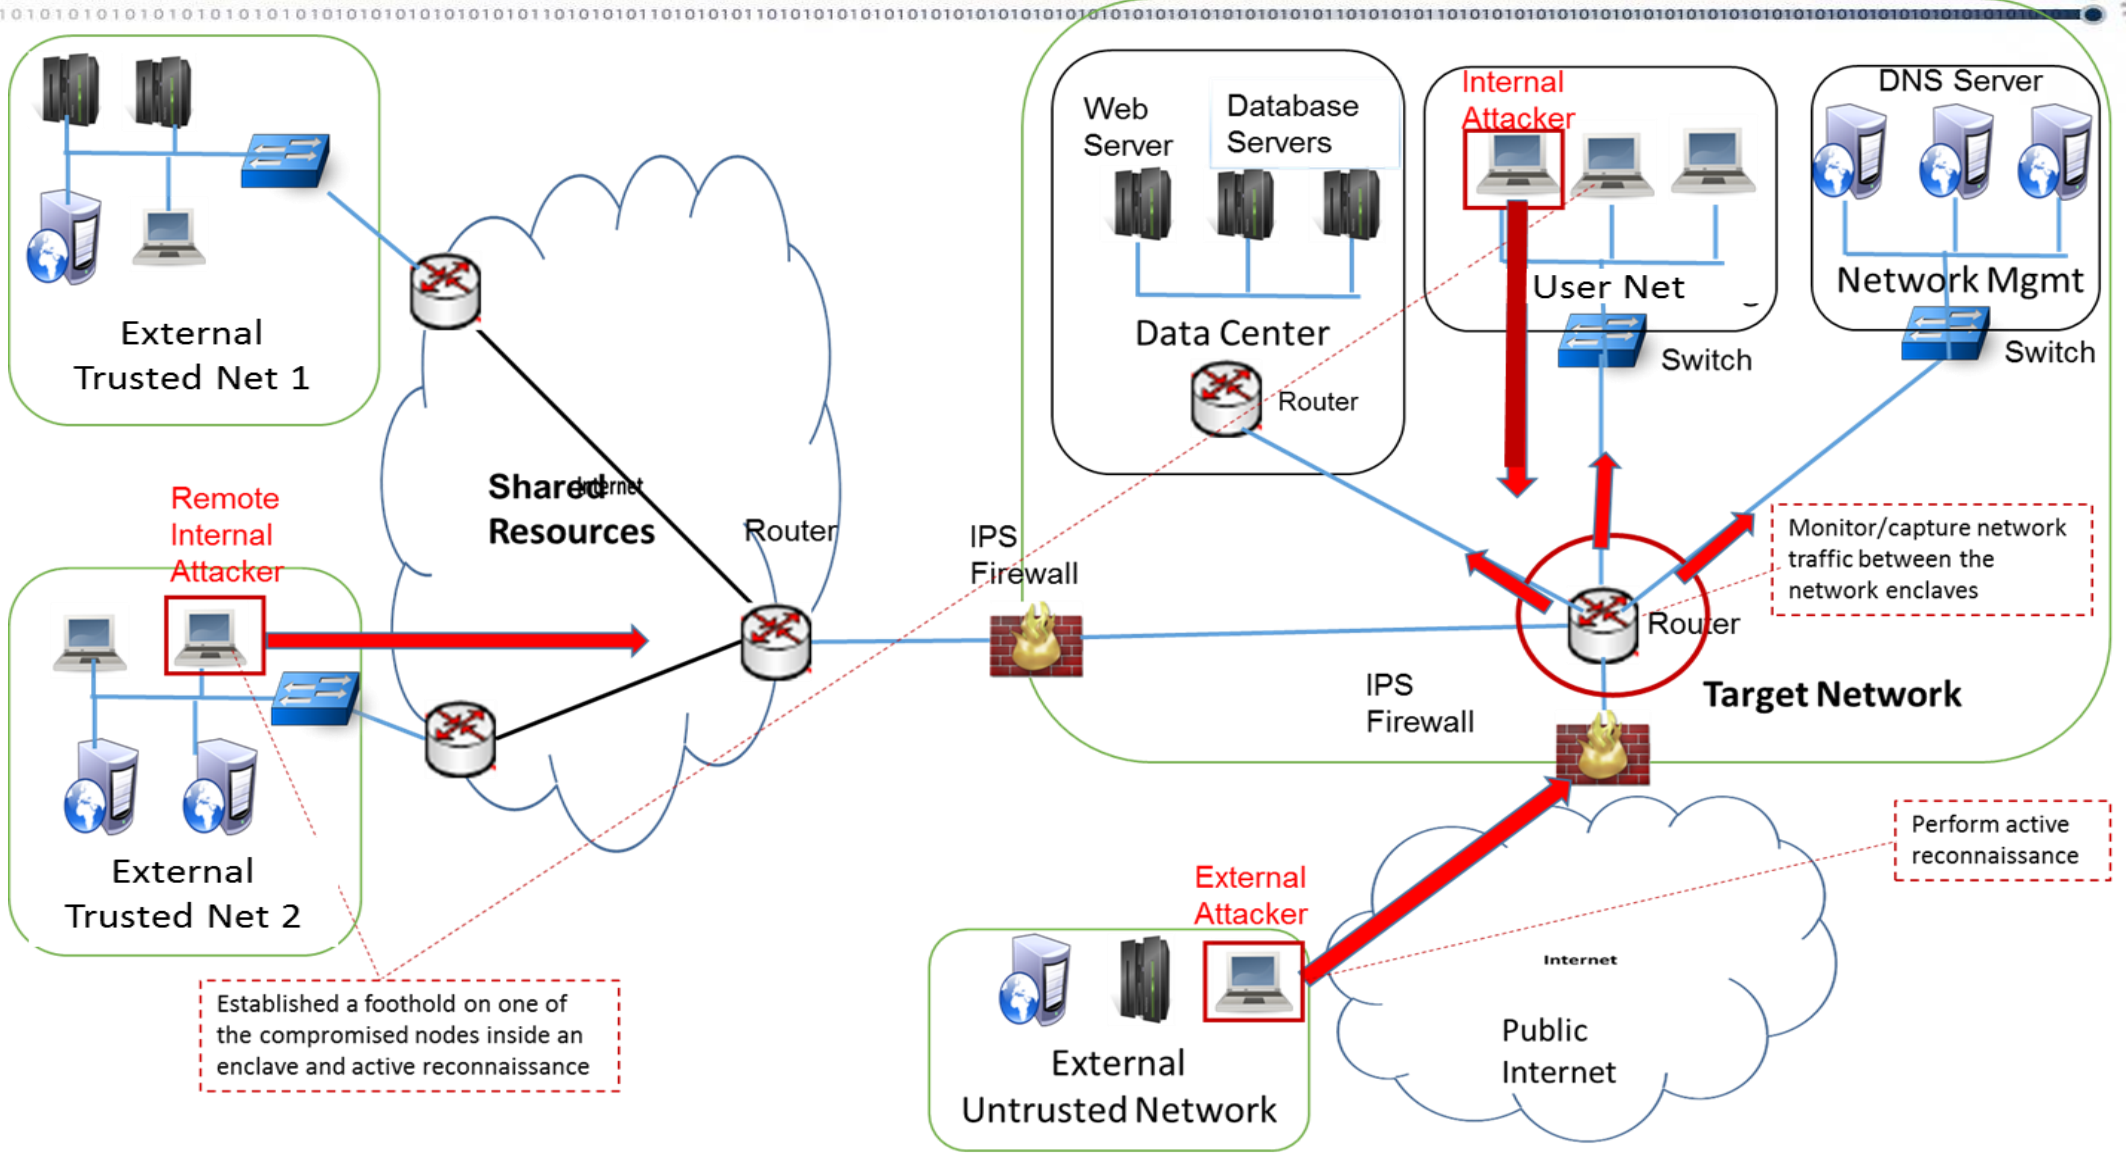 External
Trusted Net 1
Remote
Internal
Attacker
External
Trusted Net 2
Established a foothold on one of
the compromised nodes inside an
enclave and active reconnaissance
Shared
Resources
Internet
Router
IPS
Firewall
Web
Server
Database
Servers
Data Center
Router
Internal
Attacker
User Net
Switch
DNS Server
Network Mgmt
Switch
Monitor/capture network
traffic between the
network enclaves
Router
Target Network
IPS
Firewall
External
Attacker
External
Untrusted Network
Internet
Public
Internet
Perform active
reconnaissance